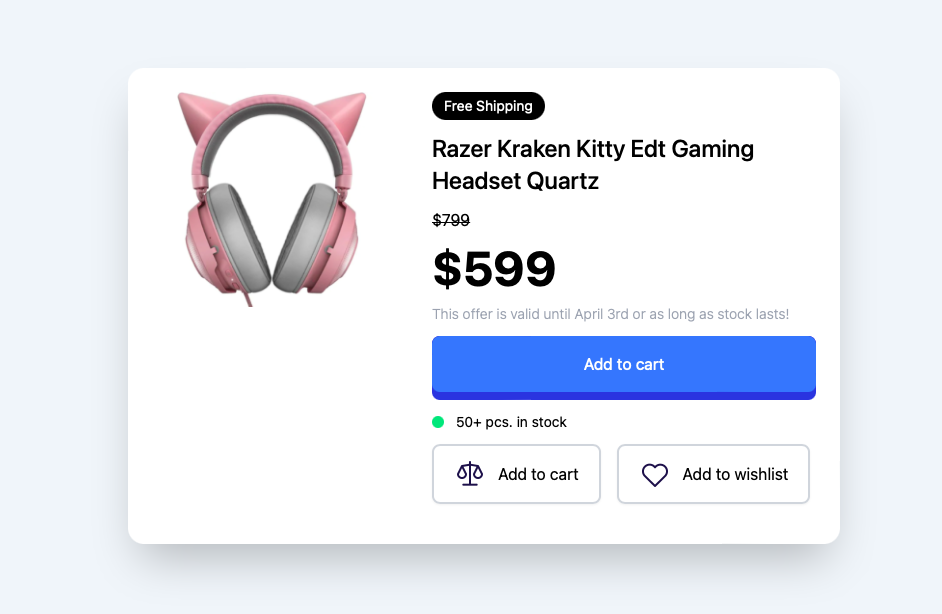 Free Shipping
Razer Kraken Kitty Edt Gaming
Headset Quartz
$799
$599
This offer is valid until April 3rd or as long as stock lasts!
Add to cart
50+ pcs. in stock
Add to cart
Add to wishlist